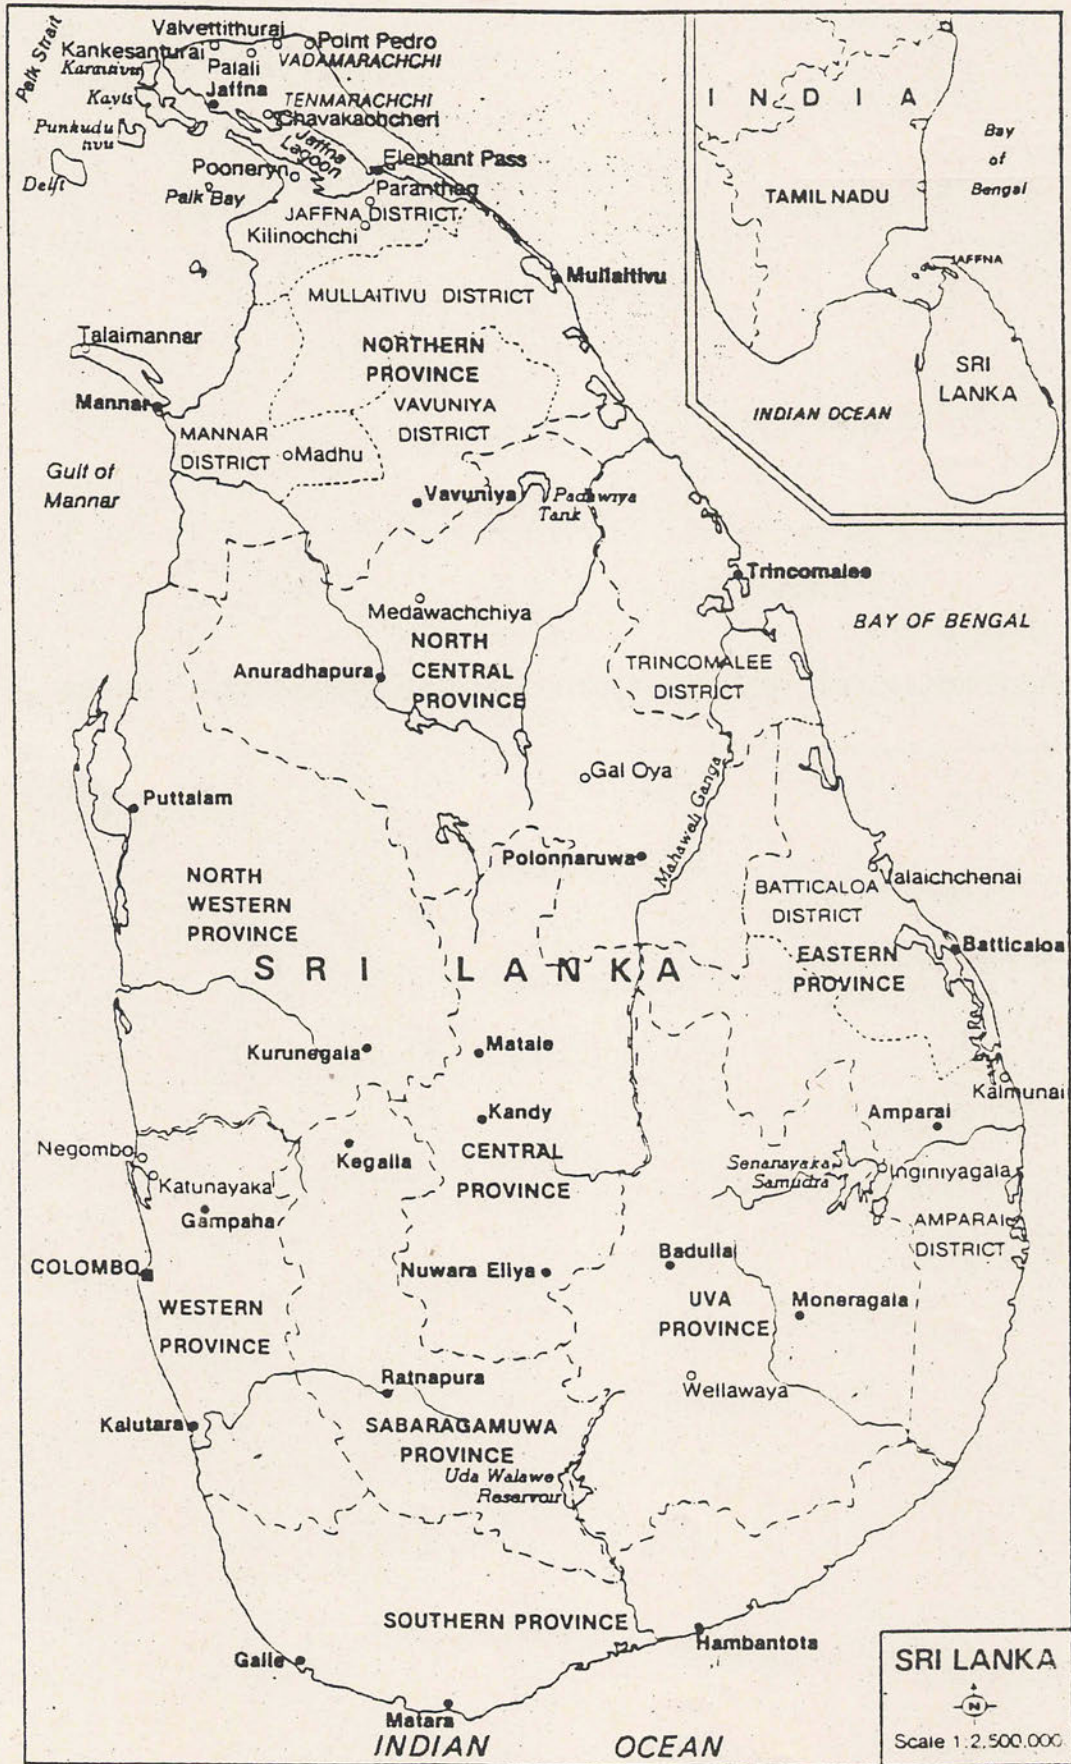 Palk Strait
Valvettithurai
Kankesanturai
Point Pedro
Palali
VADAMARACHCHI
Jaffna
Kayts
TENMARACHCHI
Chavakachcheri
Punkudu
tivu
Jaffna
Lagoon
Delft
Pooneryn
Elephant Pass
Palk Bay
Paranthan
JAFFNA DISTRICT
Kilinochchi
Mullaitivu
MULLAITIVU DISTRICT
Talaimannar
NORTHERN
PROVINCE
Mannar
VAVUNIYA
DISTRICT
MANNAR
DISTRICT
Madhu
Gulf of
Mannar
Vavuniya
Padawiya
Tank
Trincomalee
Medawachchiya
BAY OF BENGAL
NORTH
CENTRAL
PROVINCE
Anuradhapura
TRINCOMALEE
DISTRICT
Gal Oya
Puttalam
Mahaweli Ganga
Polonnaruwa
NORTH
WESTERN
PROVINCE
BATTICALOA
DISTRICT
Valaichchenai
Batticaloa
EASTERN
PROVINCE
SRI LANKA
Kurunegala
Matale
Kalmunai
Kandy
Amparai
Negombo
Kegalla
CENTRAL
PROVINCE
Senanayaka
Samudra
Inginiyagala
Katunayaka
Gampaha
AMPARAI
DISTRICT
COLOMBO
Badulla
Nuwara Eliya
WESTERN
PROVINCE
UVA
PROVINCE
Moneragala
Ratnapura
Wellawaya
Kalutara
SABARAGAMUWA
PROVINCE
Uda Walawe
Reservoir
SOUTHERN PROVINCE
Hambantota
Galle
Matara
INDIAN OCEAN
INDIA
Bay
of
Bengal
TAMIL NADU
JAFFNA
SRI
LANKA
INDIAN OCEAN
SRI LANKA
N
Scale 1:2,500,000